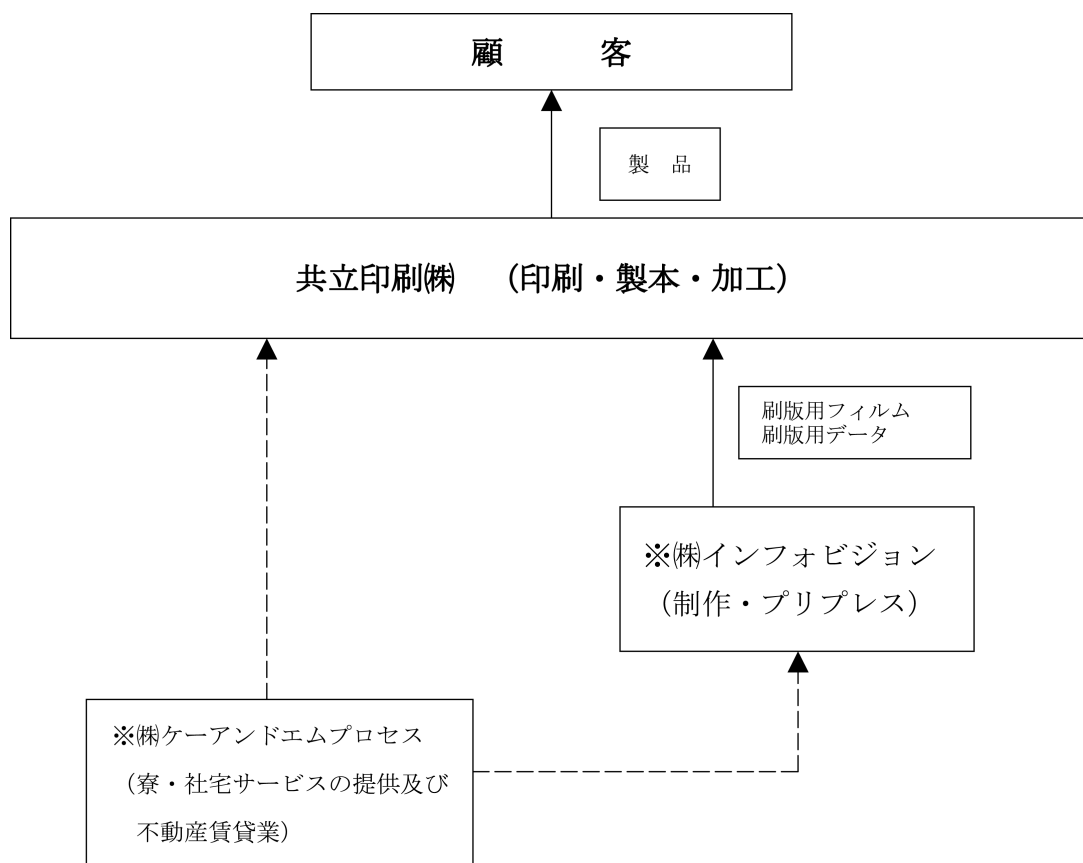 顧　　客
製　品
共立印刷㈱　（印刷・製本・加工）
刷版用フィルム
刷版用データ
※㈱インフォビジョン
（制作・プリプレス）
※㈱ケーアンドエムプロセス
（寮・社宅サービスの提供及び
不動産賃貸業）